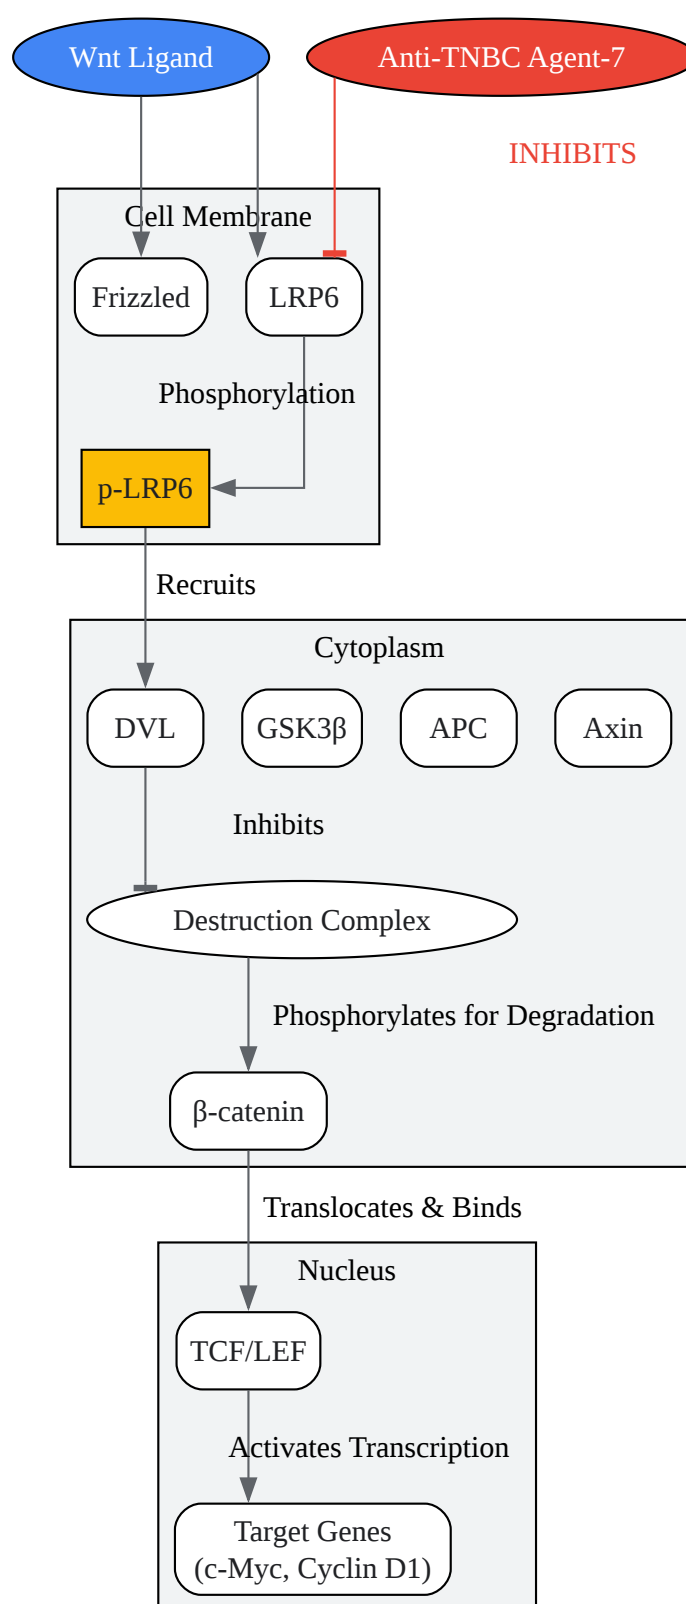 Wnt Ligand
Anti-TNBC Agent-7
INHIBITS
Cell Membrane
Frizzled
LRP6
Phosphorylation
p-LRP6
Recruits
Cytoplasm
DVL
GSK3β
APC
Axin
Inhibits
Destruction Complex
Phosphorylates for Degradation
β-catenin
Translocates & Binds
Nucleus
TCF/LEF
Activates Transcription
Target Genes
(c-Myc, Cyclin D1)